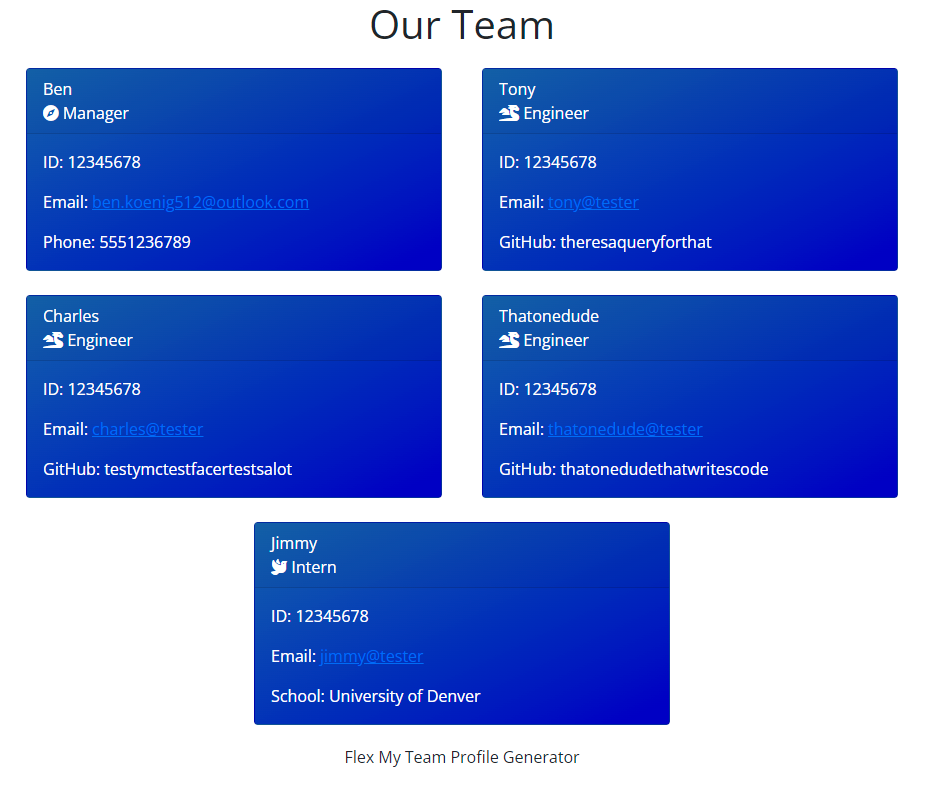 Our Team
Ben
Manager
ID: 12345678
Email: ben.koenig512@outlook.com
Phone: 5551236789
Tony
Engineer
ID: 12345678
Email: tony@tester
GitHub: theresaqueryforthat
Charles
Engineer
ID: 12345678
Email: charles@tester
GitHub: testymctestfacertestsalot
Thatonedude
Engineer
ID: 12345678
Email: thatonedude@tester
GitHub: thatonedudethatwritescode
Jimmy
Intern
ID: 12345678
Email: jimmy@tester
School: University of Denver
Flex My Team Profile Generator